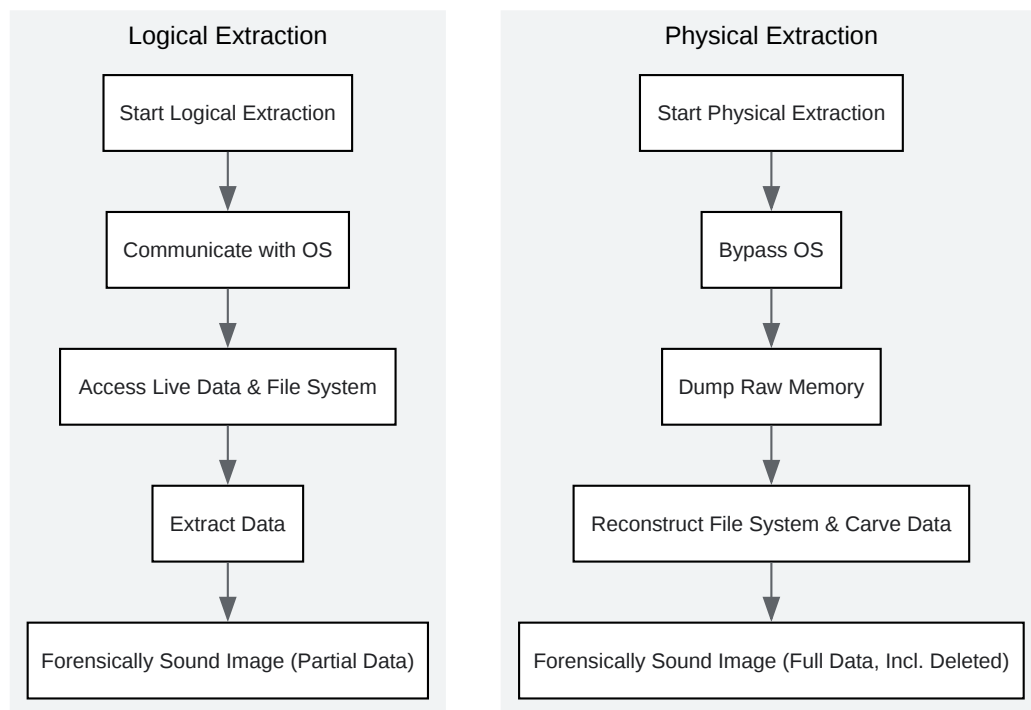 Logical Extraction
Start Logical Extraction
Communicate with OS
Access Live Data & File System
Extract Data
Forensically Sound Image (Partial Data)
Physical Extraction
Start Physical Extraction
Bypass OS
Dump Raw Memory
Reconstruct File System & Carve Data
Forensically Sound Image (Full Data, Incl. Deleted)